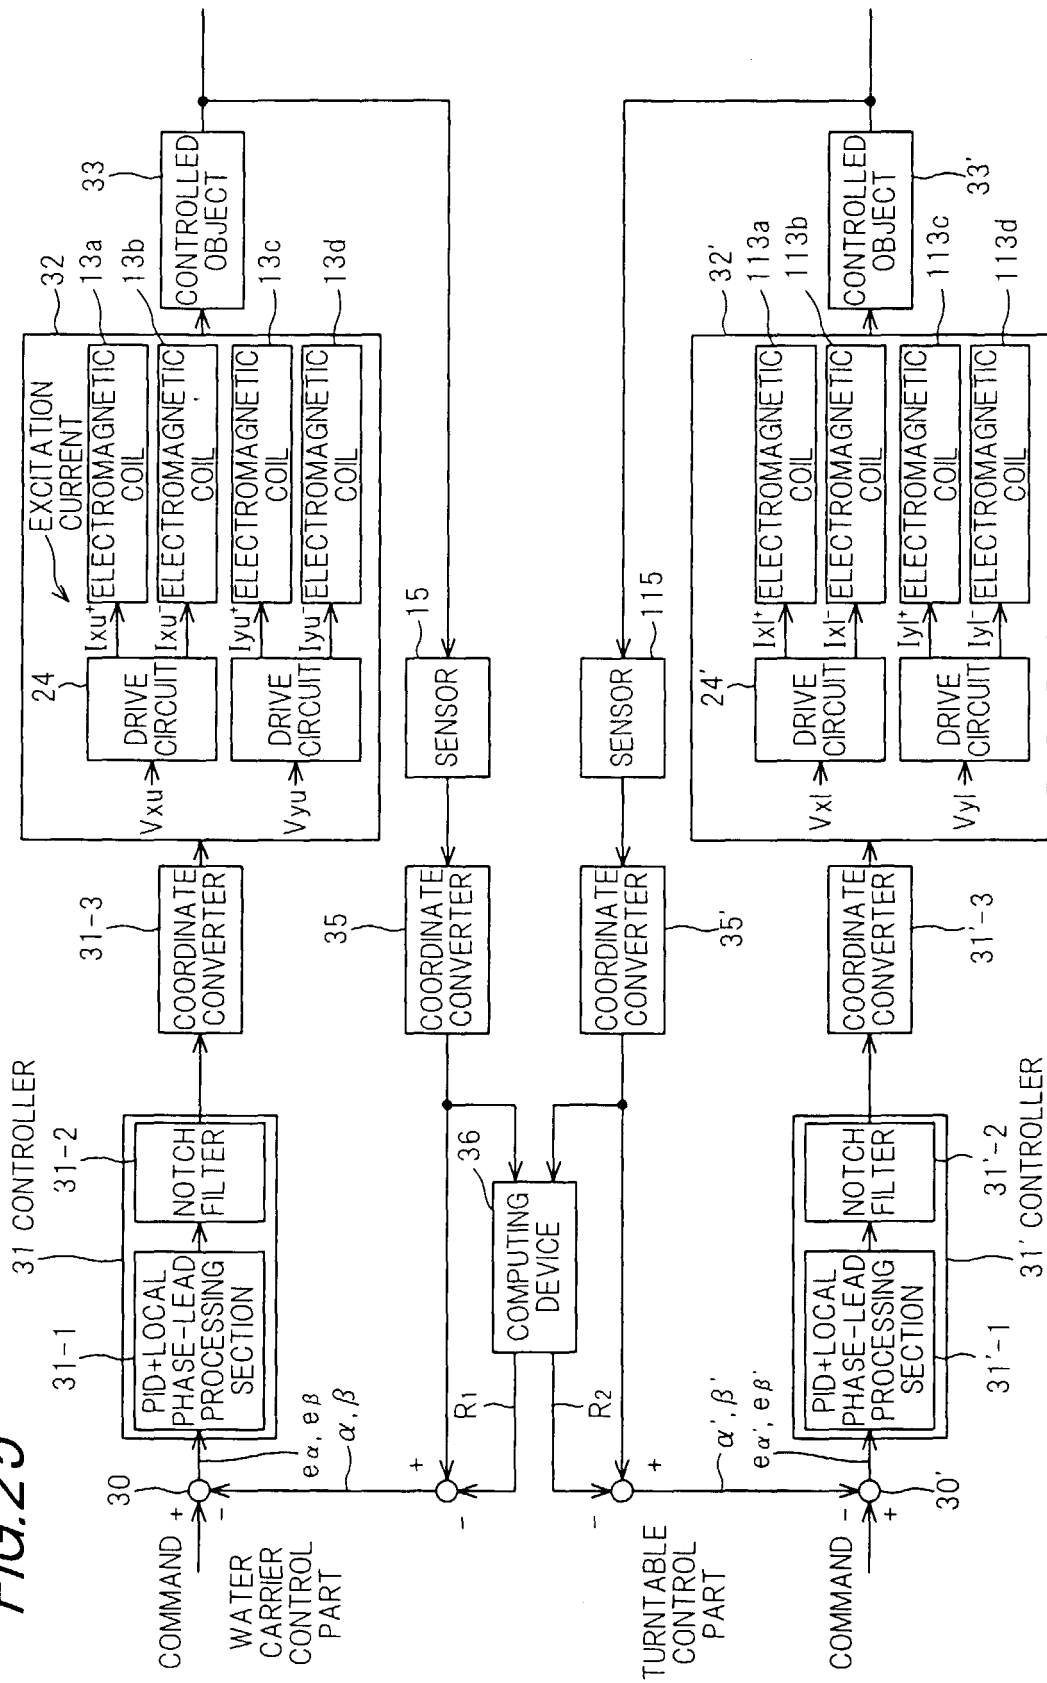 FIG.25
COMMAND
+
-
30
eα, eβ
α, β
WATER
CARRIER
CONTROL
PART
31 CONTROLLER
31-1
PID+LOCAL
PHASE-LEAD
PROCESSING
SECTION
31-2
NOTCH
FILTER
31-3
COORDINATE
CONVERTER
32
EXCITATION
CURRENT
24
Vxu
DRIVE
CIRCUIT
Ixu+
ELECTROMAGNETIC
COIL
13a
Ixu-
ELECTROMAGNETIC
COIL
13b
Vyu
DRIVE
CIRCUIT
Iyu+
ELECTROMAGNETIC
COIL
13c
Iyu-
ELECTROMAGNETIC
COIL
13d
33
CONTROLLED
OBJECT
15
SENSOR
35
COORDINATE
CONVERTER
+
-
R1
36
COMPUTING
DEVICE
R2
-
+
115
SENSOR
35'
COORDINATE
CONVERTER
TURNTABLE
CONTROL
PART
α', β'
eα', eβ'
COMMAND
-
+
30'
PID+LOCAL
PHASE-LEAD
PROCESSING
SECTION
31'-1
NOTCH
FILTER
31'-2
31' CONTROLLER
COORDINATE
CONVERTER
31'-3
32'
24'
Vxl
DRIVE
CIRCUIT
Ixl+
ELECTROMAGNETIC
COIL
113a
Ixl-
ELECTROMAGNETIC
COIL
113b
Vyl
DRIVE
CIRCUIT
Iyl+
ELECTROMAGNETIC
COIL
113c
Iyl-
ELECTROMAGNETIC
COIL
113d
CONTROLLED
OBJECT
33'